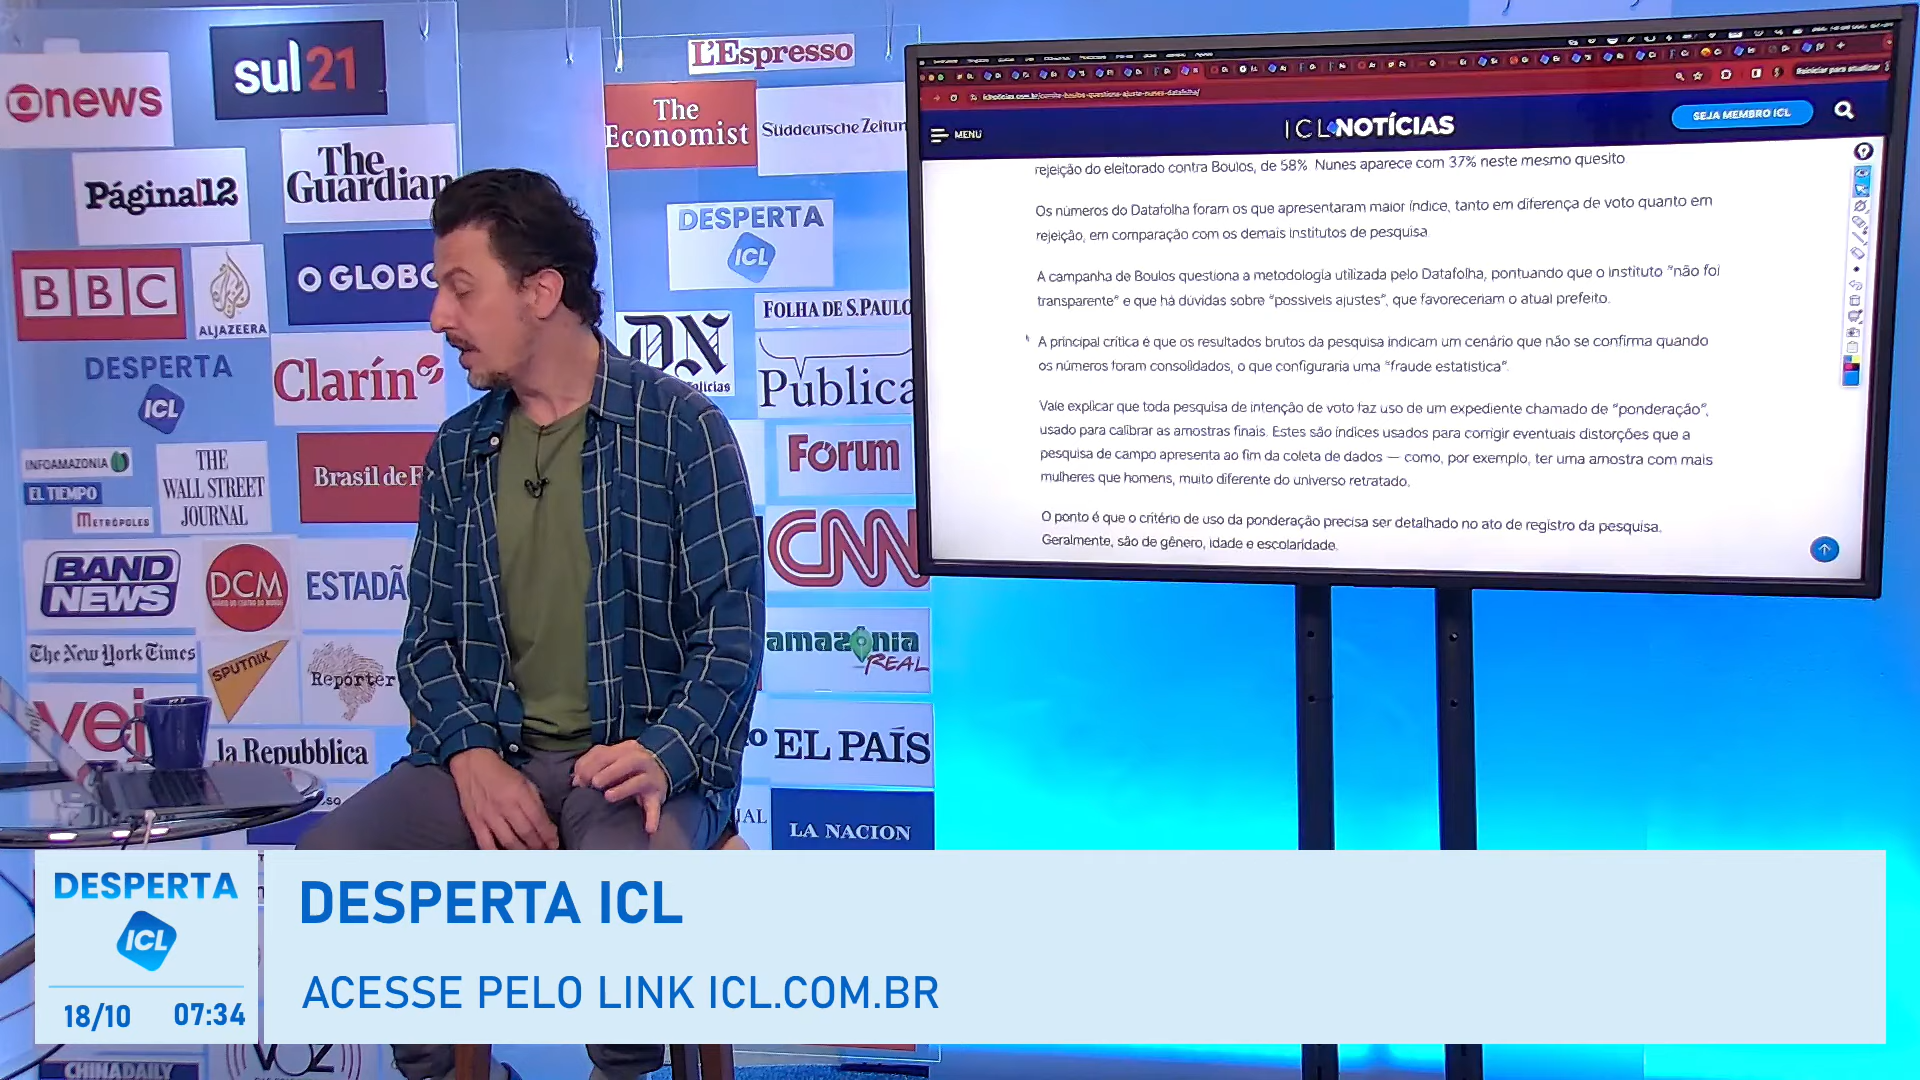 news
sul21
L'Espresso
The
Economist
Süddeutsche Zeitun
Página12
The
Guardian
DESPERTA
ICL
BBC
ALJAZEERA
O GLOBO
FOLHA DE S.PAULO
DN
DESPERTA
ICL
Clarín
Pública
INFOAMAZONIA
EL TIEMPO
METRÓPOLES
THE
WALL STREET
JOURNAL
Brasil de F
Forum
CNN
BAND
NEWS
DCM
ESTADÃ
The New York Times
SPUTNIK
Repórter
amazônia
REAL
vej
la Repubblica
EL PAÍS
LA NACION
VOZ
CHINADAILY
MENU
ICL NOTÍCIAS
SEJA MEMBRO ICL
rejeição do eleitorado contra Boulos, de 58% Nunes aparece com 37% neste mesmo quesito
Os números do Datafolha foram os que apresentaram maior índice, tanto em diferença de voto quanto em
rejeição, em comparação com os demais institutos de pesquisa
A campanha de Boulos questiona a metodologia utilizada pelo Datafolha, pontuando que o instituto "não foi
transparente" e que há dúvidas sobre "possíveis ajustes", que favoreceriam o atual prefeito.
A principal crítica é que os resultados brutos da pesquisa indicam um cenário que não se confirma quando
os números foram consolidados, o que configuraria uma "fraude estatística".
Vale explicar que toda pesquisa de intenção de voto faz uso de um expediente chamado de "ponderação",
usado para calibrar as amostras finais. Estes são índices usados para corrigir eventuais distorções que a
pesquisa de campo apresenta ao fim da coleta de dados — como, por exemplo, ter uma amostra com mais
mulheres que homens, muito diferente do universo retratado.
O ponto é que o critério de uso da ponderação precisa ser detalhado no ato de registro da pesquisa.
Geralmente, são de gênero, idade e escolaridade.
DESPERTA
ICL
18/10 07:34
DESPERTA ICL
ACESSE PELO LINK ICL.COM.BR